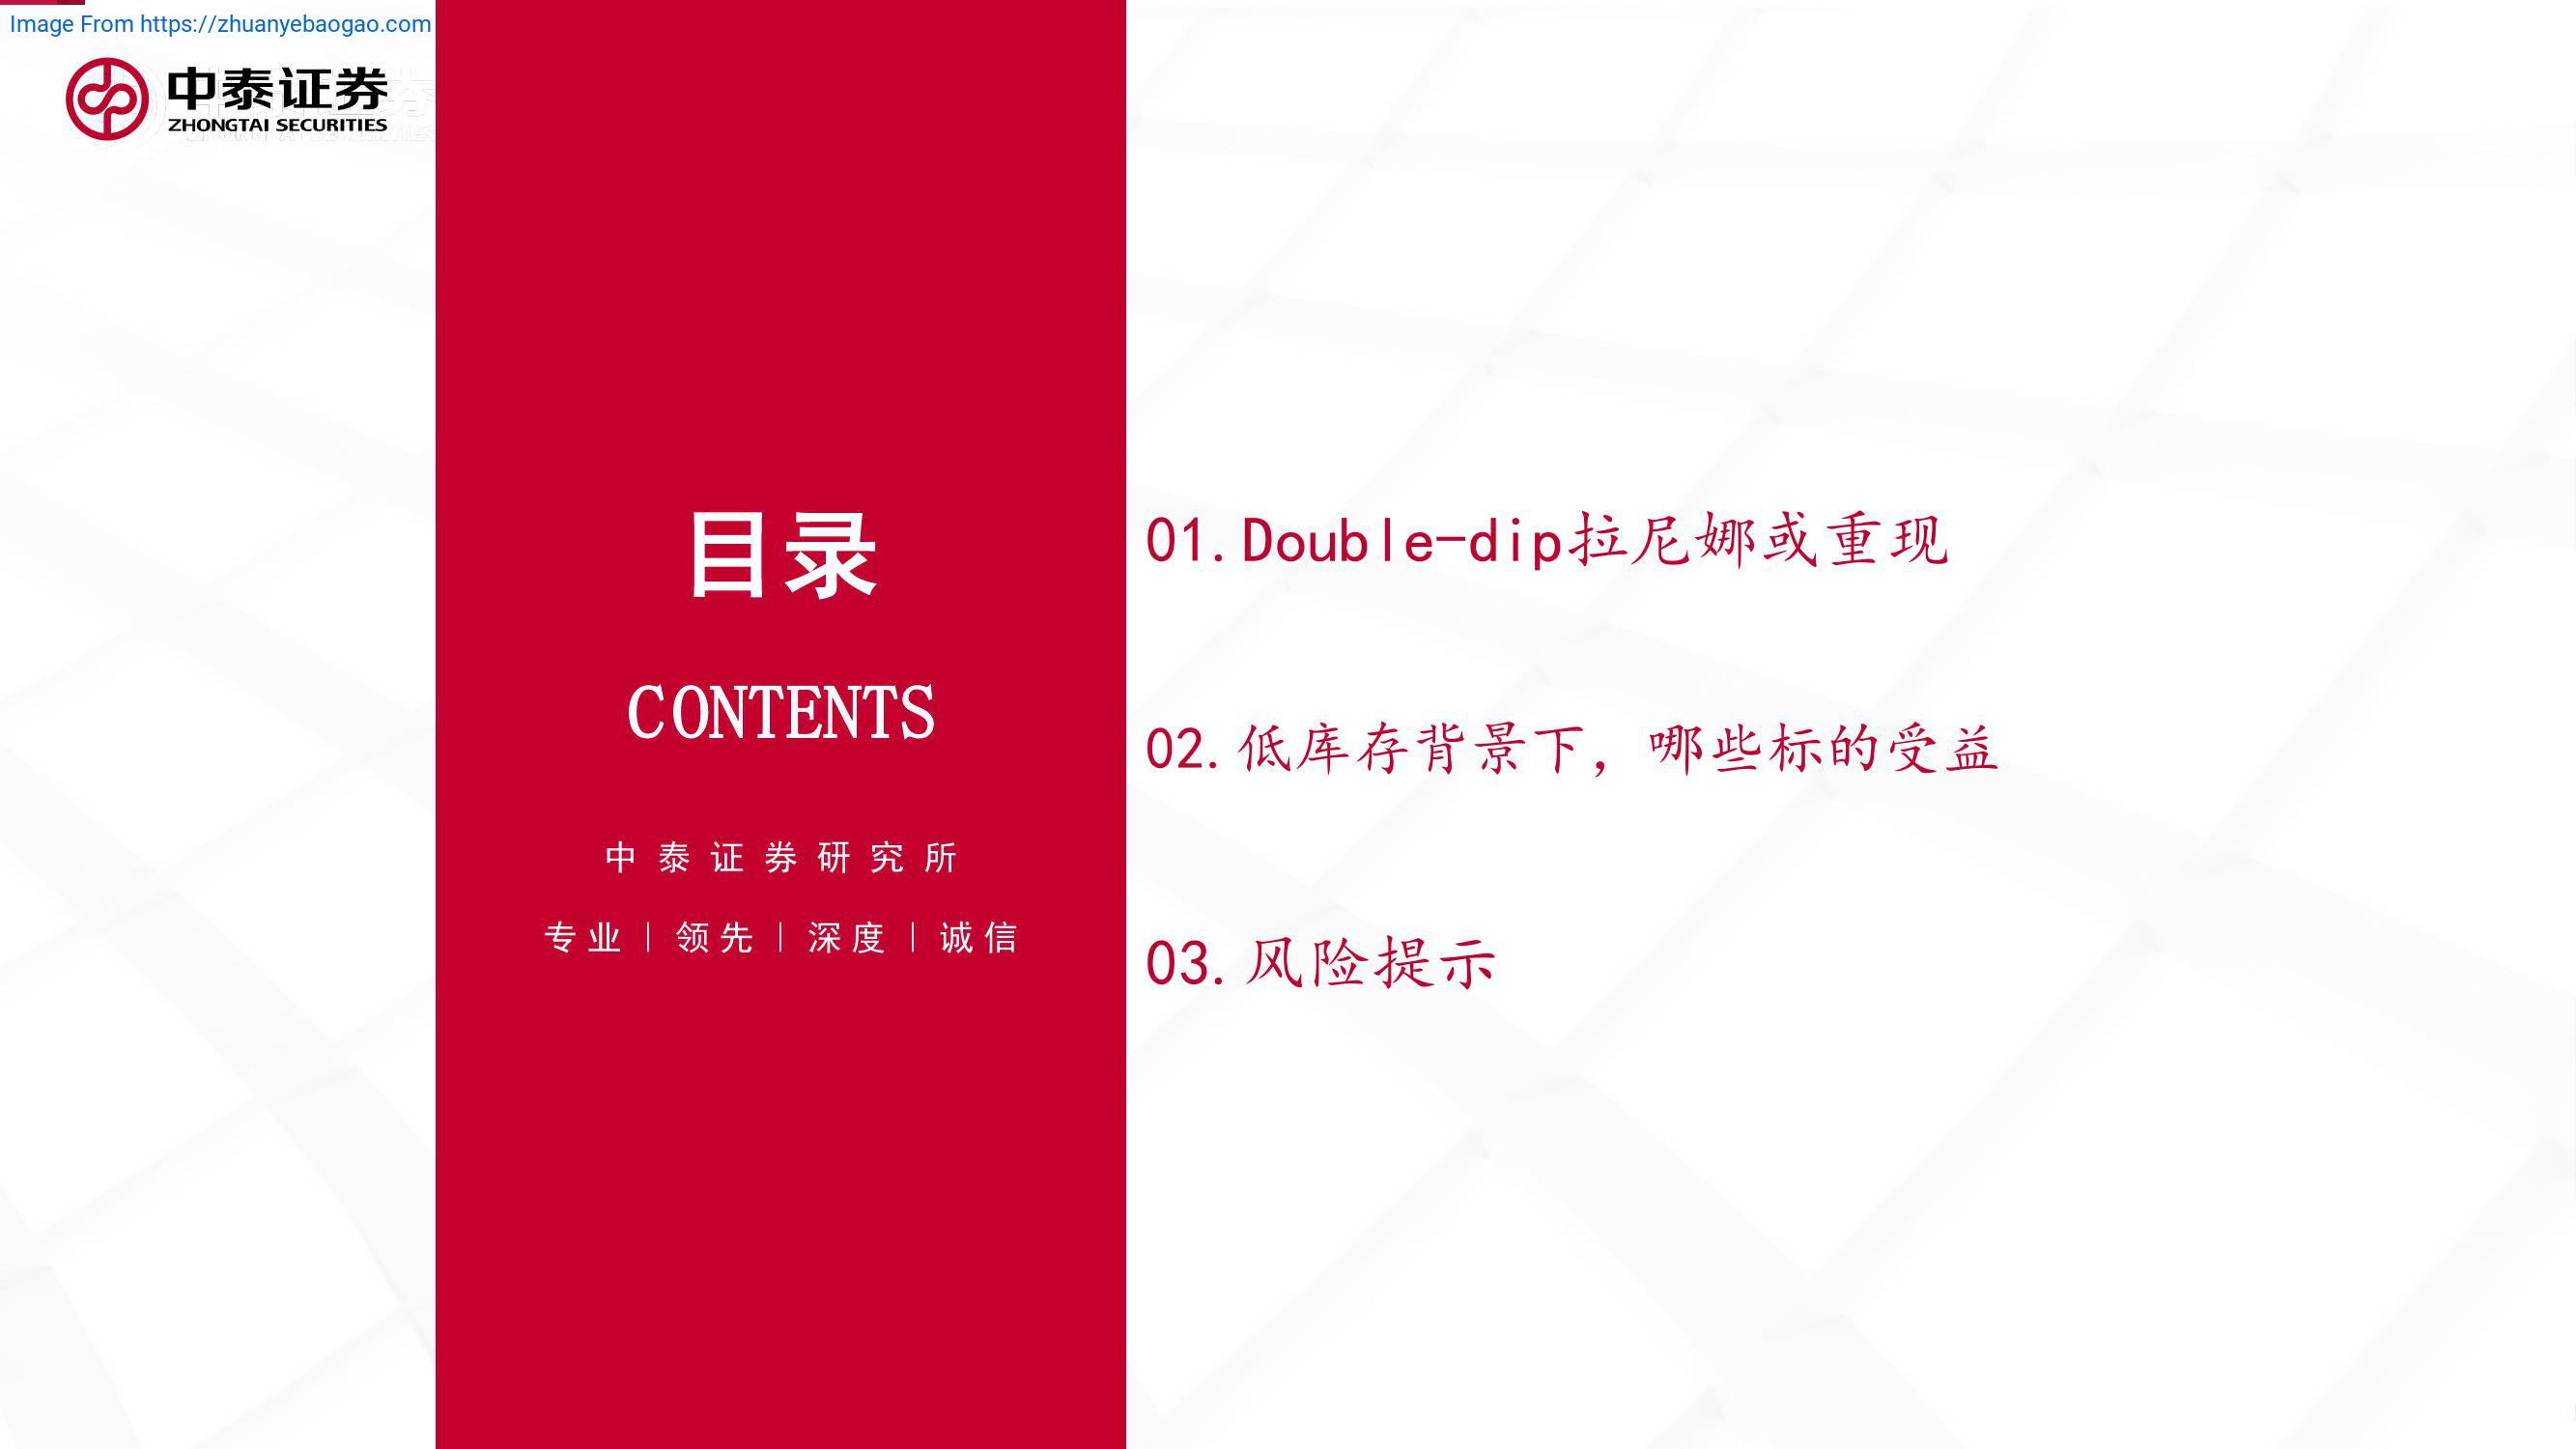 Image From https://zhuanyebaogao.com
中泰证券
ZHONGTAI SECURITIES
目录
CONTENTS
中泰证券研究所
专业｜领先｜深度｜诚信
01.Double-dip拉尼娜或重现
02.低库存背景下，哪些标的受益
03.风险提示